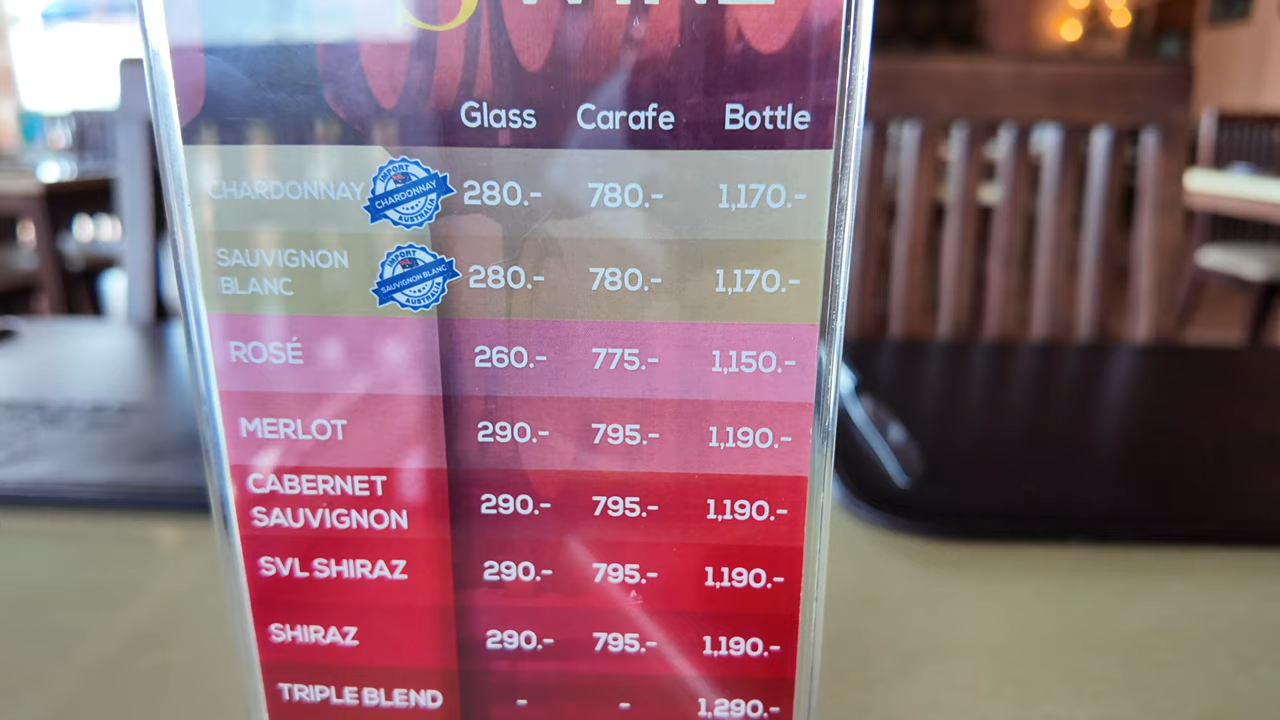 WINE
Glass Carafe Bottle
CHARDONNAY IMPORT CHARDONNAY AUSTRALIA 280.- 780.- 1,170.-
SAUVIGNON
BLANC IMPORT SAUVIGNON BLANC AUSTRALIA 280.- 780.- 1,170.-
ROSÉ 260.- 775.- 1,150.-
MERLOT 290.- 795.- 1,190.-
CABERNET
SAUVIGNON 290.- 795.- 1,190.-
SVL SHIRAZ 290.- 795.- 1,190.-
SHIRAZ 290.- 795.- 1,190.-
TRIPLE BLEND - - 1,290.-